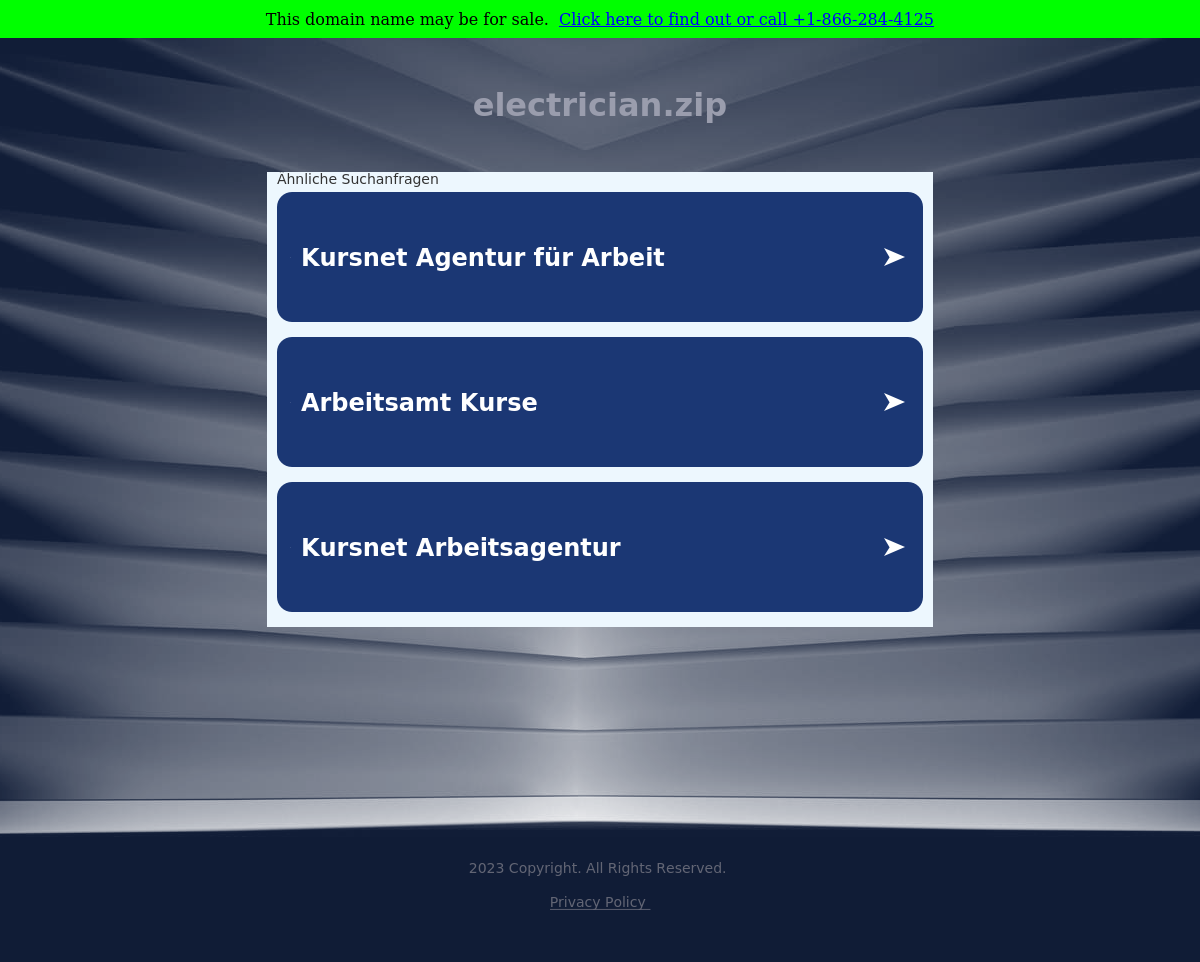 This domain name may be for sale. Click here to find out or call +1-866-284-4125
electrician.zip
Ähnliche Suchanfragen
Kursnet Agentur für Arbeit
Arbeitsamt Kurse
Kursnet Arbeitsagentur
2023 Copyright. All Rights Reserved.
Privacy Policy